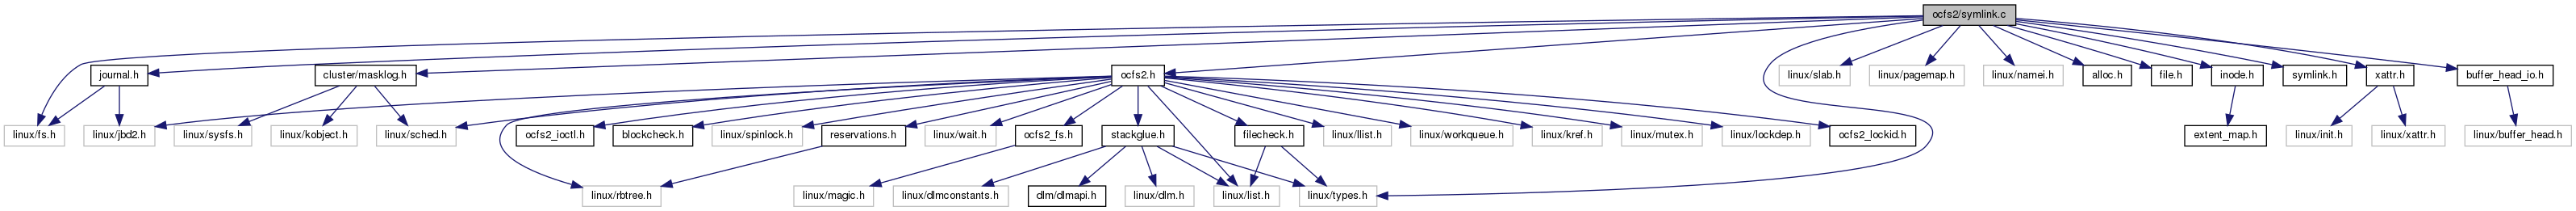 ocfs2/symlink.c
journal.h
cluster/masklog.h
ocfs2.h
linux/slab.h
linux/pagemap.h
linux/namei.h
alloc.h
file.h
inode.h
symlink.h
xattr.h
buffer_head_io.h
linux/fs.h
linux/jbd2.h
linux/sysfs.h
linux/kobject.h
linux/sched.h
ocfs2_ioctl.h
blockcheck.h
linux/spinlock.h
reservations.h
linux/wait.h
ocfs2_fs.h
stackglue.h
filecheck.h
linux/llist.h
linux/workqueue.h
linux/kref.h
linux/mutex.h
linux/lockdep.h
ocfs2_lockid.h
extent_map.h
linux/init.h
linux/xattr.h
linux/buffer_head.h
linux/rbtree.h
linux/magic.h
linux/dlmconstants.h
dlm/dlmapi.h
linux/dlm.h
linux/list.h
linux/types.h